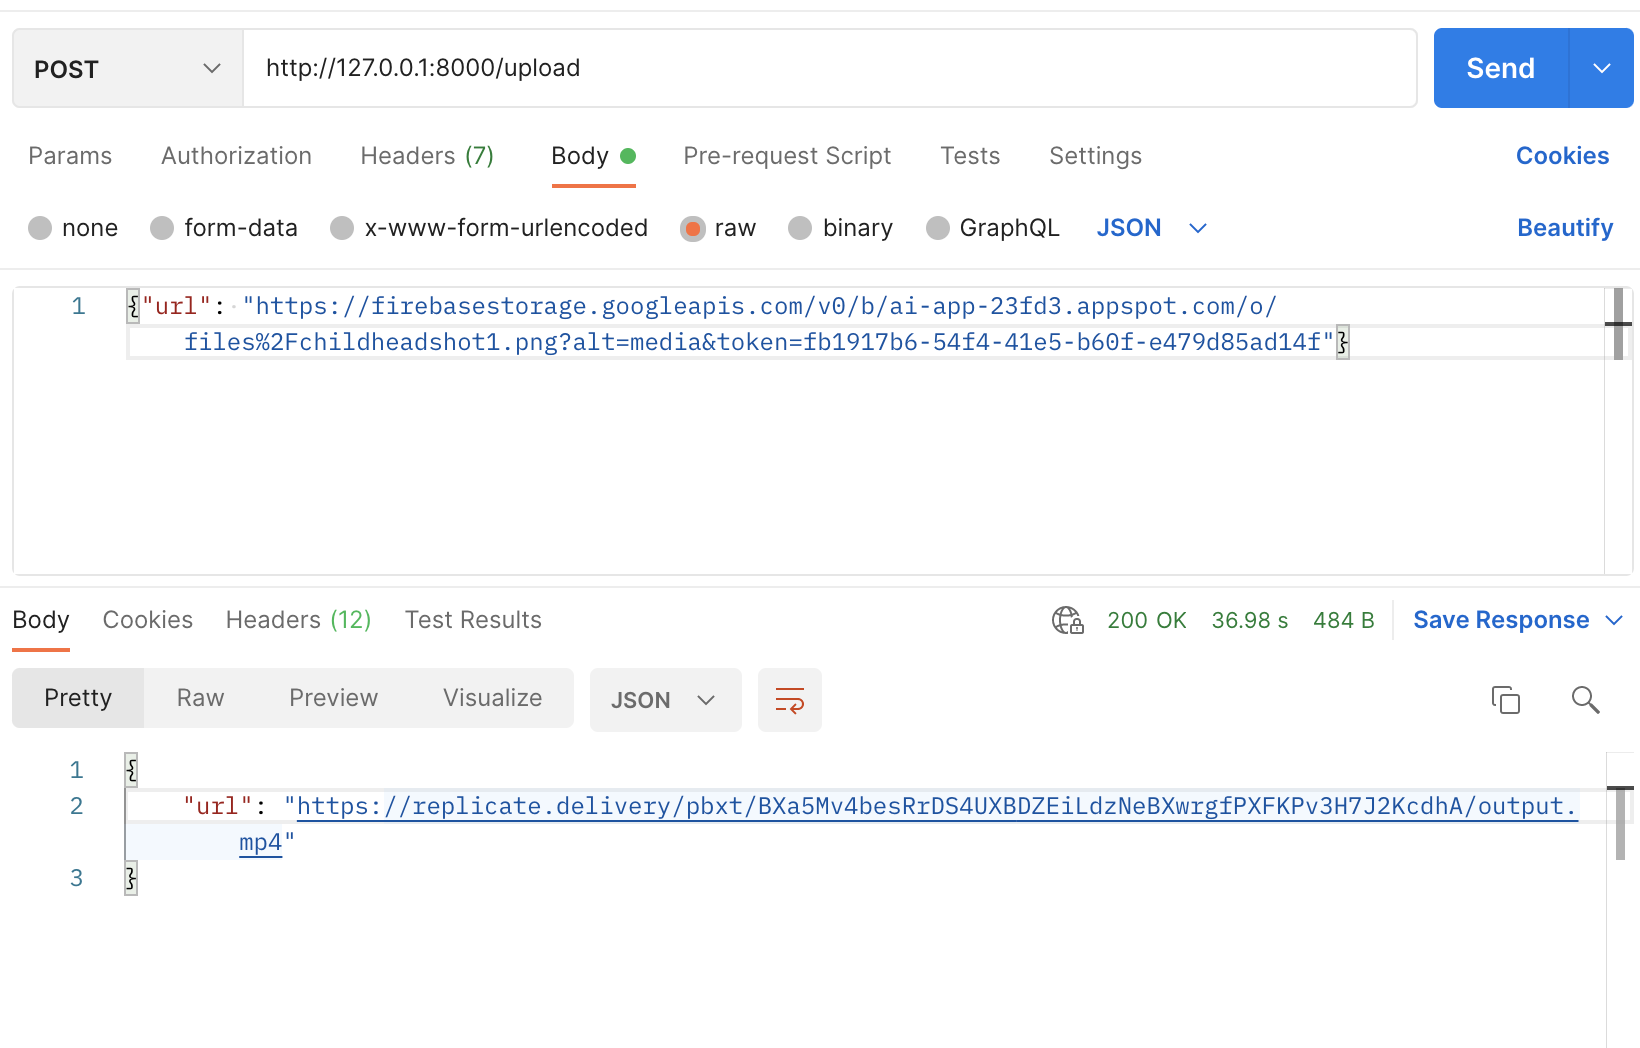 POST http://127.0.0.1:8000/upload Send
Params Authorization Headers (7) Body Pre-request Script Tests Settings Cookies
none form-data x-www-form-urlencoded raw binary GraphQL JSON Beautify
1 {"url": "https://firebasestorage.googleapis.com/v0/b/ai-app-23fd3.appspot.com/o/
files%2Fchildheadshot1.png?alt=media&token=fb1917b6-54f4-41e5-b60f-e479d85ad14f"}
Body Cookies Headers (12) Test Results 200 OK 36.98 s 484 B Save Response
Pretty Raw Preview Visualize JSON
1 {
2 "url": "https://replicate.delivery/pbxt/BXa5Mv4besRrDS4UXBDZEiLdzNeBXwrgfPXFKPv3H7J2KcdhA/output.
mp4"
3 }